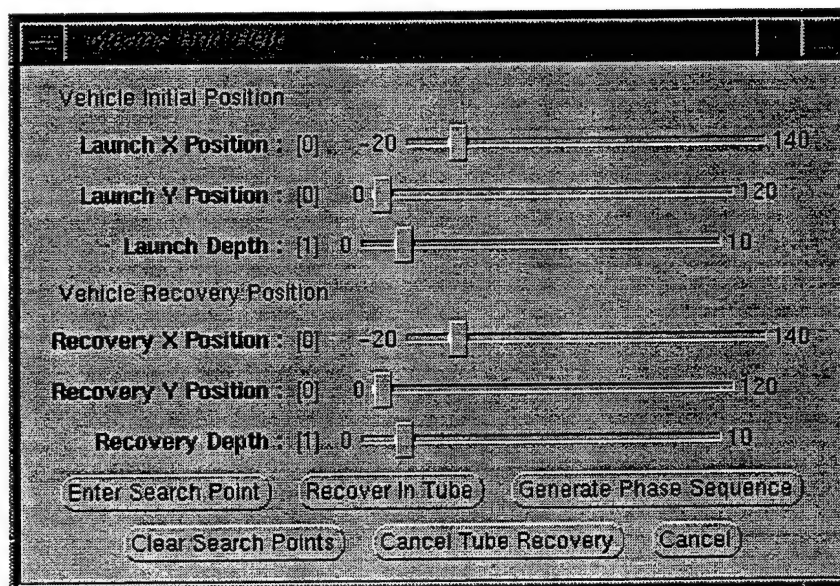 Vehicle Initial Position
Launch X Position : [0] -20 140
Launch Y Position : [0] 0 120
Launch Depth : [1] 0 10
Vehicle Recovery Position
Recovery X Position : [0] -20 140
Recovery Y Position : [0] 0 120
Recovery Depth : [1] 0 10
Enter Search Point Recover In Tube Generate Phase Sequence
Clear Search Points Cancel Tube Recovery Cancel